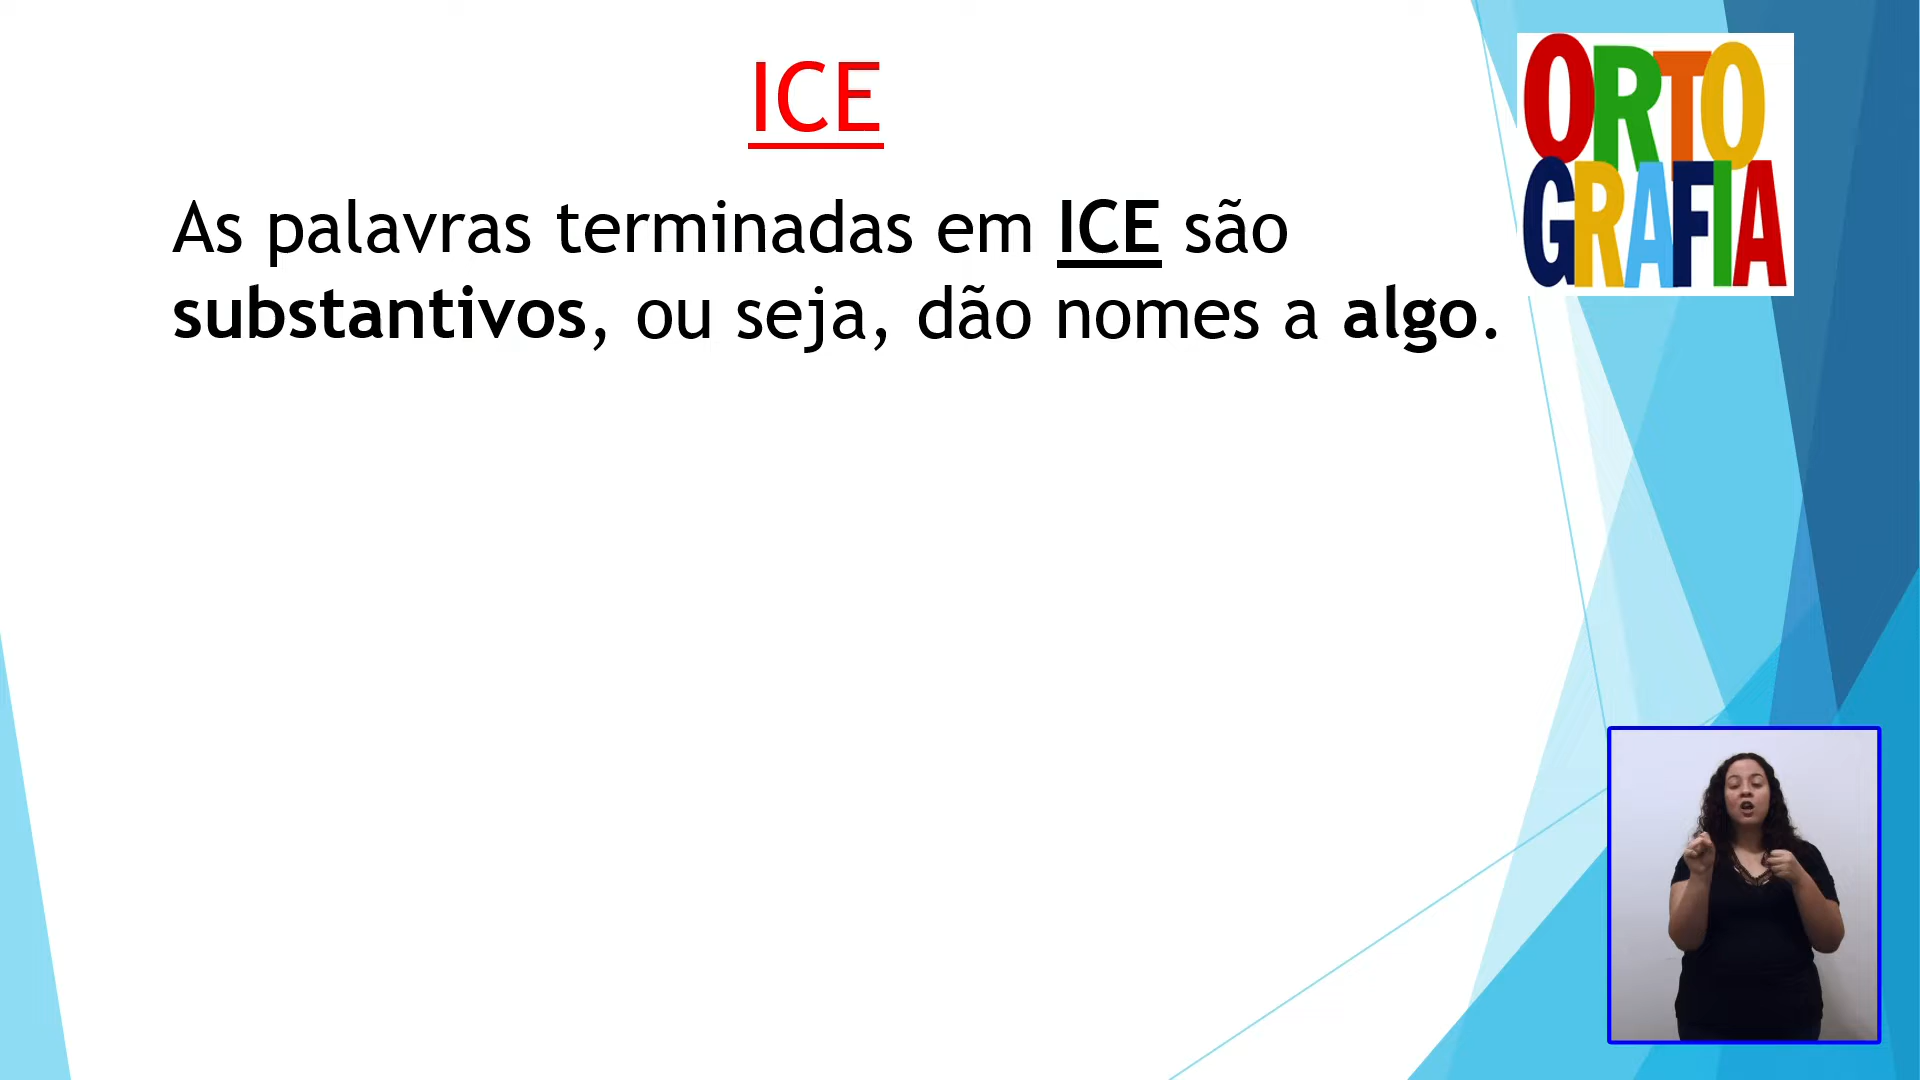 ICE
ORTO
GRAFIA
As palavras terminadas em ICE são
substantivos, ou seja, dão nomes a algo.